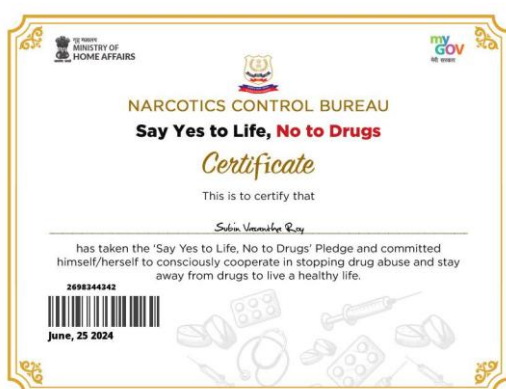 गृह मंत्रालय
MINISTRY OF
HOME AFFAIRS
my
GOV
मेरी सरकार
NARCOTICS CONTROL BUREAU
Say Yes to Life, No to Drugs
Certificate
This is to certify that
Subin Vasantha Roy
has taken the 'Say Yes to Life, No to Drugs' Pledge and committed
himself/herself to consciously cooperate in stopping drug abuse and stay
away from drugs to live a healthy life.
2698344342
June, 25 2024